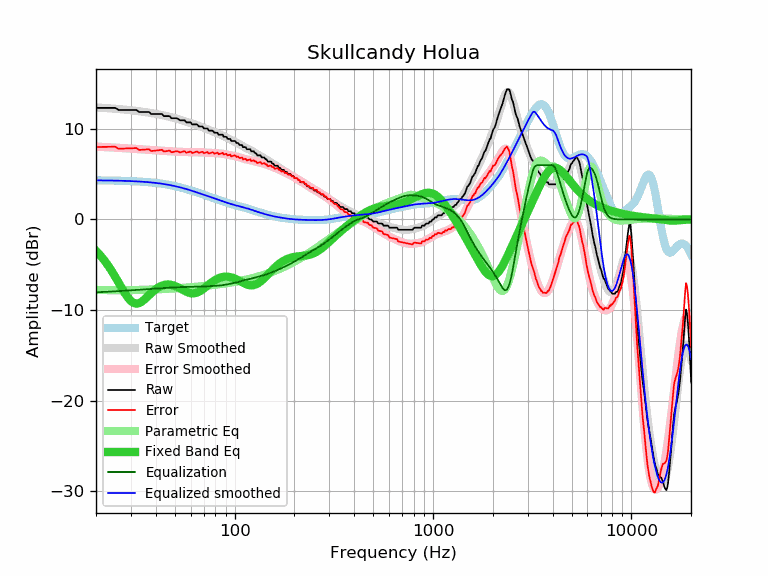 Skullcandy Holua
Amplitude (dBr)
10
0
−10
−20
−30
Target
Raw Smoothed
Error Smoothed
Raw
Error
Parametric Eq
Fixed Band Eq
Equalization
Equalized smoothed
100
1000
10000
Frequency (Hz)